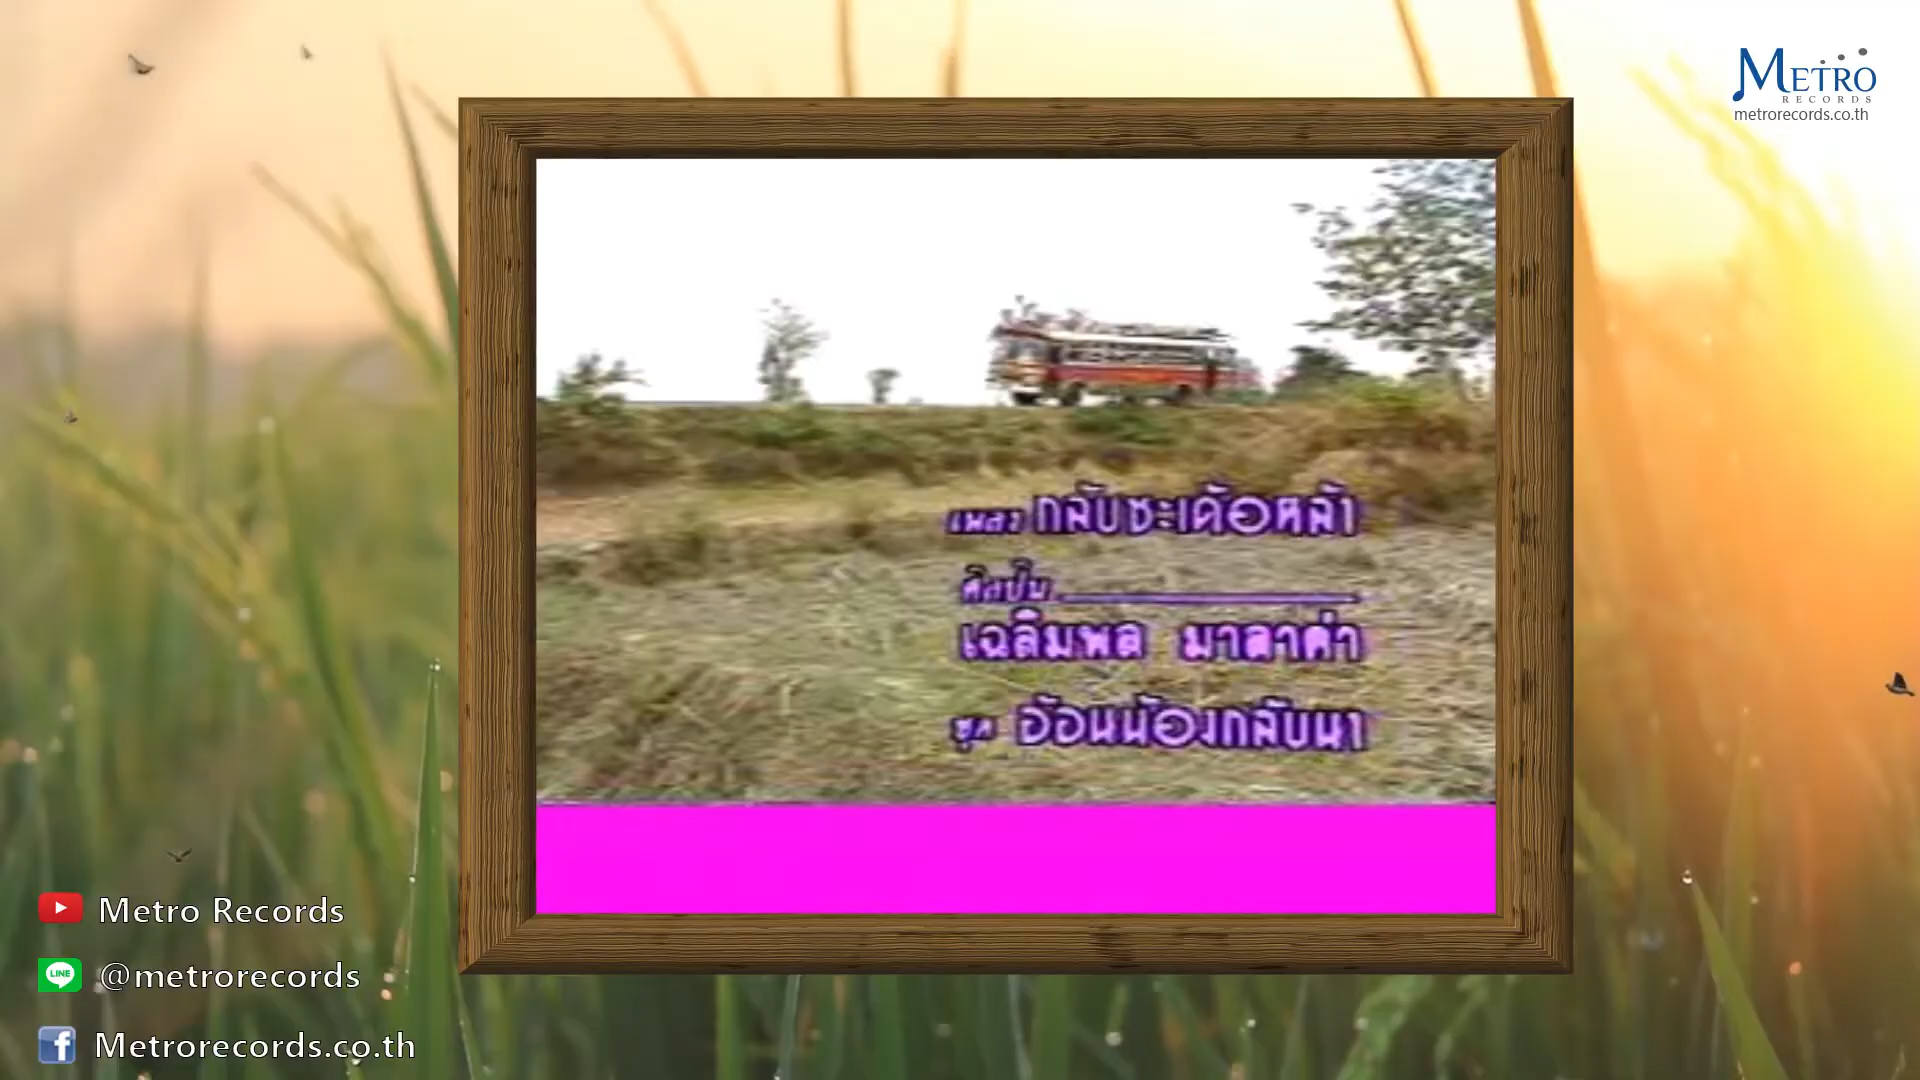 METRO
RECORDS
metrorecords.co.th
เพลง กลับซะเด้อหล้า
ศิลปิน
เฉลิมพล มาลาคำ
ชุด อ้อนน้องกลับนา
Metro Records
LINE
@metrorecords
Metrorecords.co.th